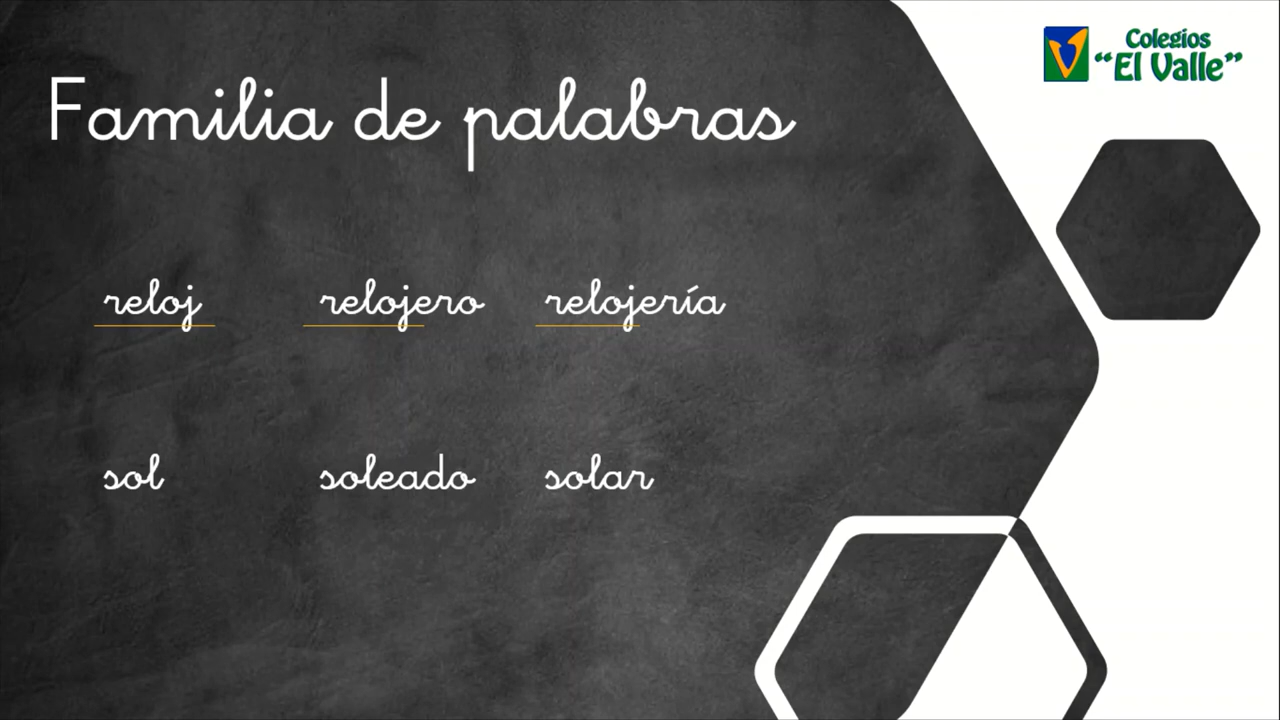 Colegios
"El Valle"
Familia de palabras
reloj relojero relojería
sol soleado solar